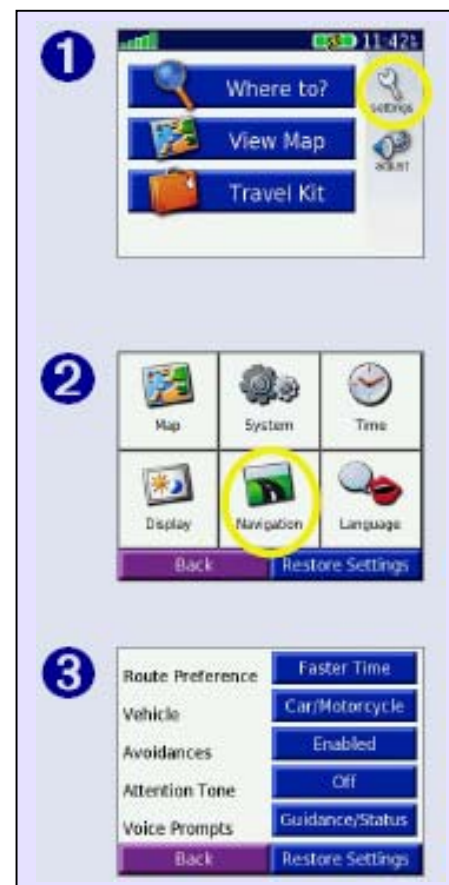 1
11:42
Where to?
settings
View Map
adjust
Travel Kit
2
Map System Time
Display Navigation Language
Back Restore Settings
3
Route Preference Faster Time
Vehicle Car/Motorcycle
Avoidances Enabled
Attention Tone Off
Voice Prompts Guidance/Status
Back Restore Settings